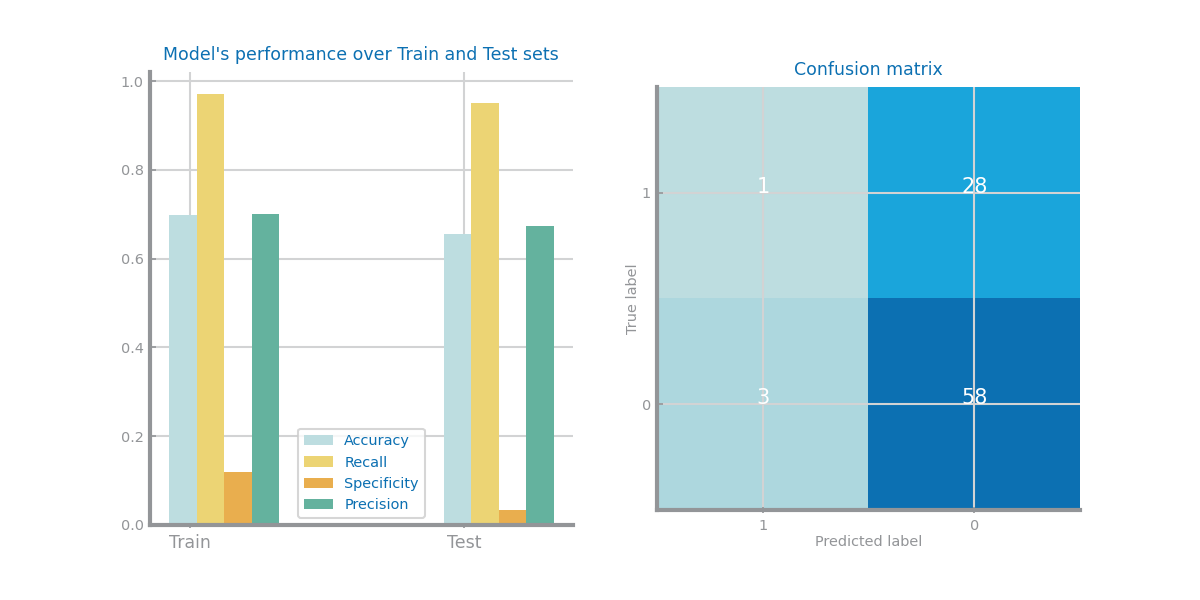 Model's performance over Train and Test sets
1.0
0.8
0.6
0.4
0.2
0.0
Train
Test
Accuracy
Recall
Specificity
Precision
Confusion matrix
True label
1
0
1
28
3
58
1
0
Predicted label